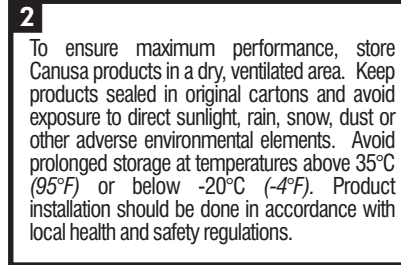 2
To ensure maximum performance, store
Canusa products in a dry, ventilated area. Keep
products sealed in original cartons and avoid
exposure to direct sunlight, rain, snow, dust or
other adverse environmental elements. Avoid
prolonged storage at temperatures above 35°C
(95°F) or below -20°C (-4°F). Product
installation should be done in accordance with
local health and safety regulations.